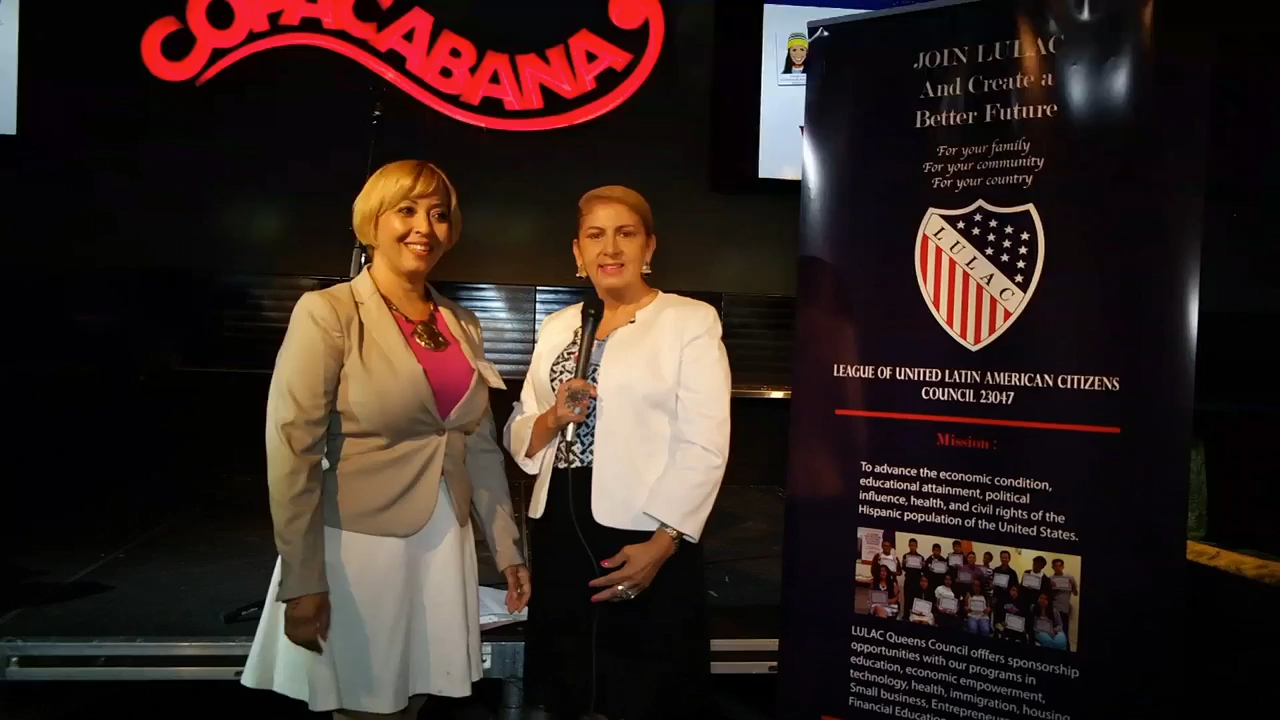 COPACABANA
JOIN LULAC
And Create a
Better Future
For your family
For your community
For your country
LULAC
LEAGUE OF UNITED LATIN AMERICAN CITIZENS
COUNCIL 23047
Mission :
To advance the economic condition,
educational attainment, political
influence, health, and civil rights of the
Hispanic population of the United States.
LULAC Queens Council offers sponsorship
opportunities with our programs in
education, economic empowerment,
technology, health, immigration, housing
Small business, Entrepreneur
Financial Educatio